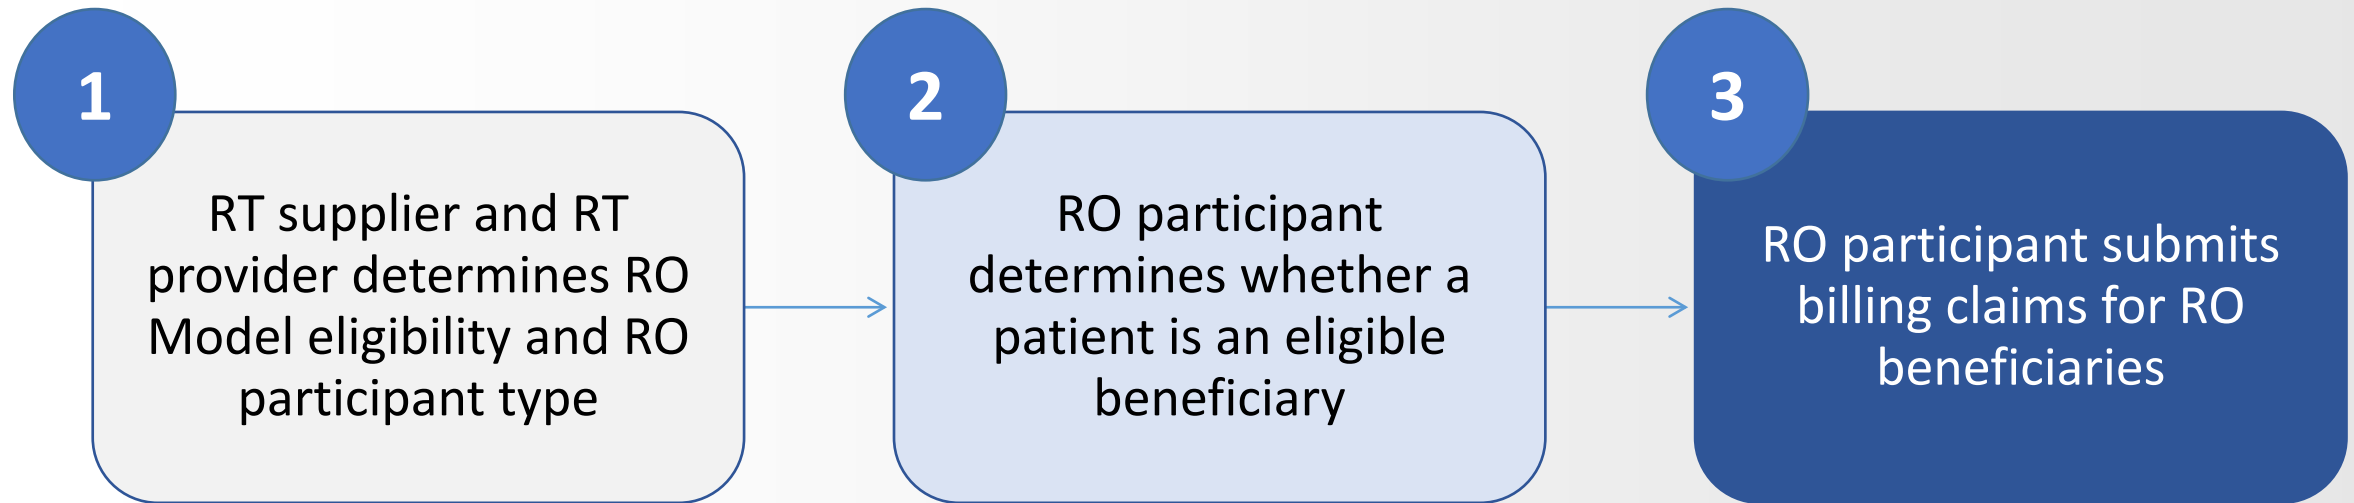 1
RT supplier and RT
provider determines RO
Model eligibility and RO
participant type
2
RO participant
determines whether a
patient is an eligible
beneficiary
3
RO participant submits
billing claims for RO
beneficiaries